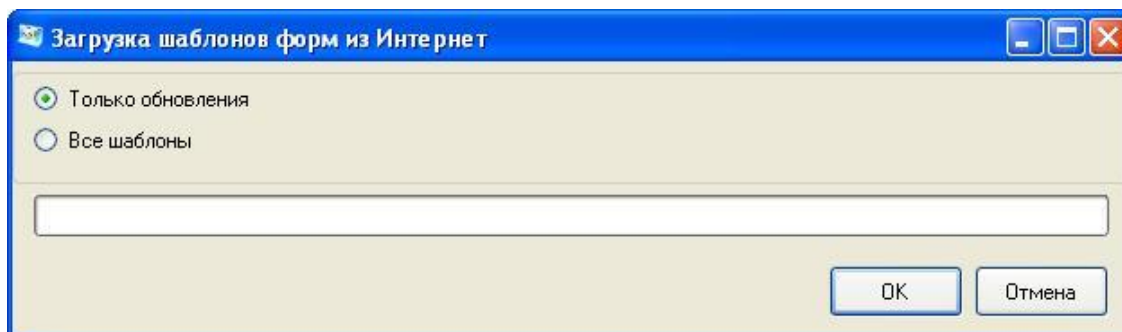 Загрузка шаблонов форм из Интернет
Только обновления
Все шаблоны
OK
Отмена